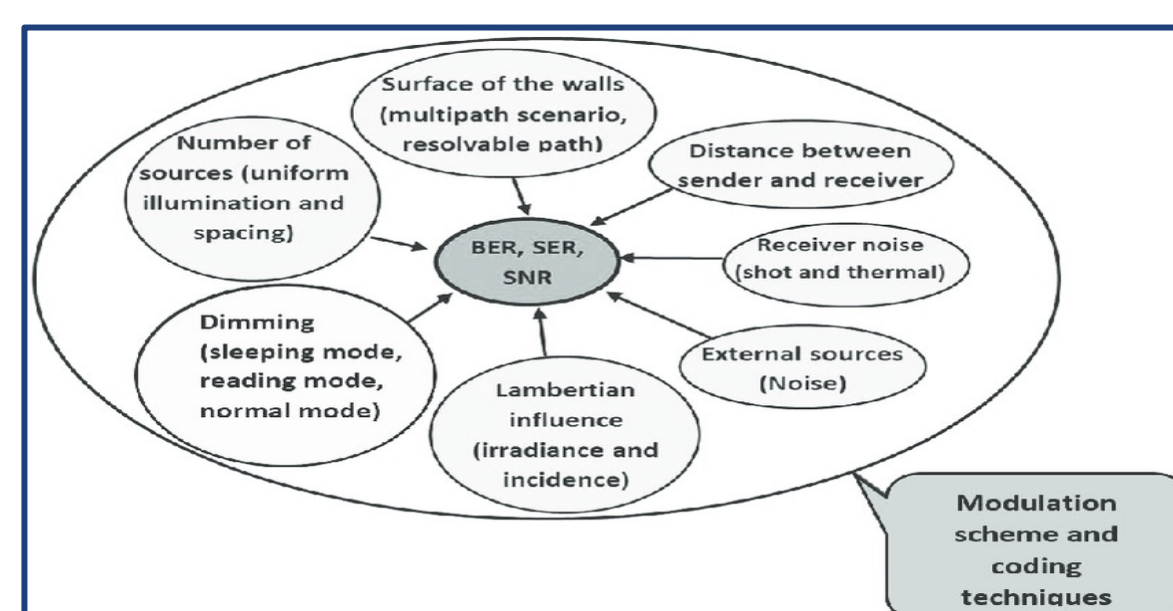 Surface of the walls
(multipath scenario,
resolvable path)
Number of
sources (uniform
illumination and
spacing)
Distance between
sender and receiver
BER, SER,
SNR
Receiver noise
(shot and thermal)
Dimming
(sleeping mode,
reading mode,
normal mode)
External sources
(Noise)
Lambertian
influence
(irradiance and
incidence)
Modulation
scheme and
coding
techniques